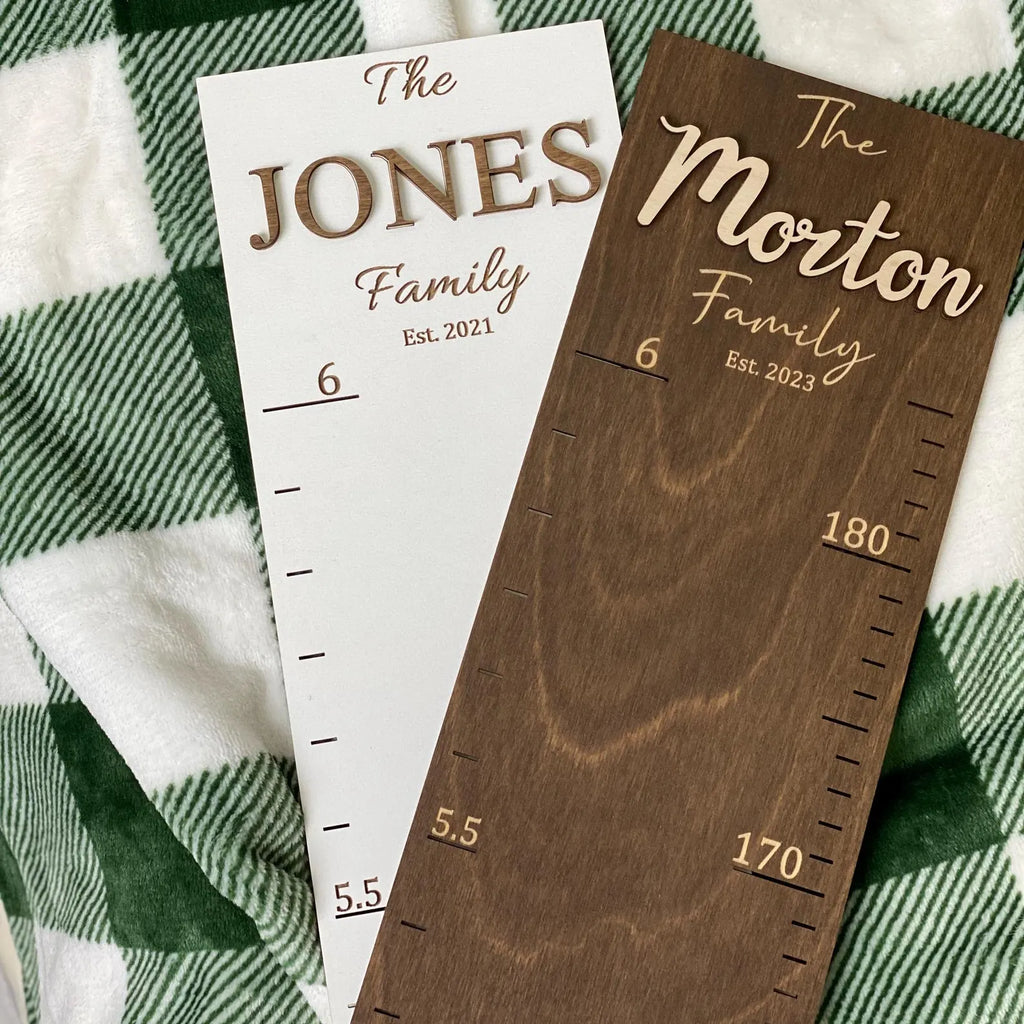 The
JONES
Family
Est. 2021
6
5.5
The
Morton
Family
Est. 2023
6
180
5.5
170